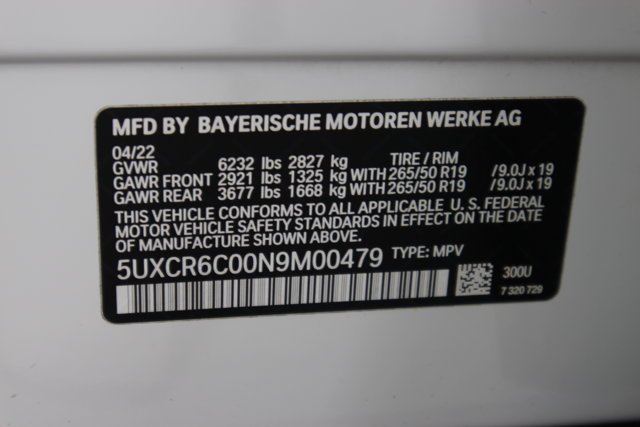 MFD BY BAYERISCHE MOTOREN WERKE AG
04/22
GVWR 6232 lbs 2827 kg TIRE / RIM
GAWR FRONT 2921 lbs 1325 kg WITH 265/50 R19 / 9.0J x 19
GAWR REAR 3677 lbs 1668 kg WITH 265/50 R19 / 9.0J x 19
THIS VEHICLE CONFORMS TO ALL APPLICABLE U. S. FEDERAL
MOTOR VEHICLE SAFETY STANDARDS IN EFFECT ON THE DATE
OF MANUFACTURE SHOWN ABOVE.
5UXCR6C00N9M00479 TYPE: MPV
300U
7 320 729